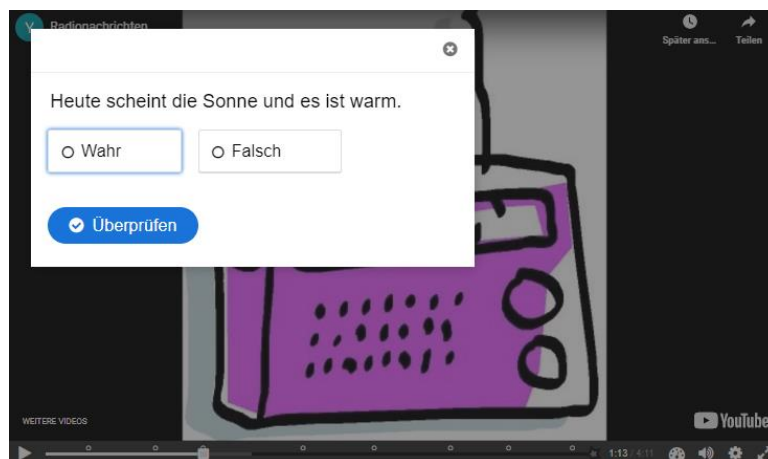 Radionachrichten
Später ans...
Teilen
Heute scheint die Sonne und es ist warm.
Wahr
Falsch
Überprüfen
WEITERE VIDEOS
YouTube
1:13 / 4:11